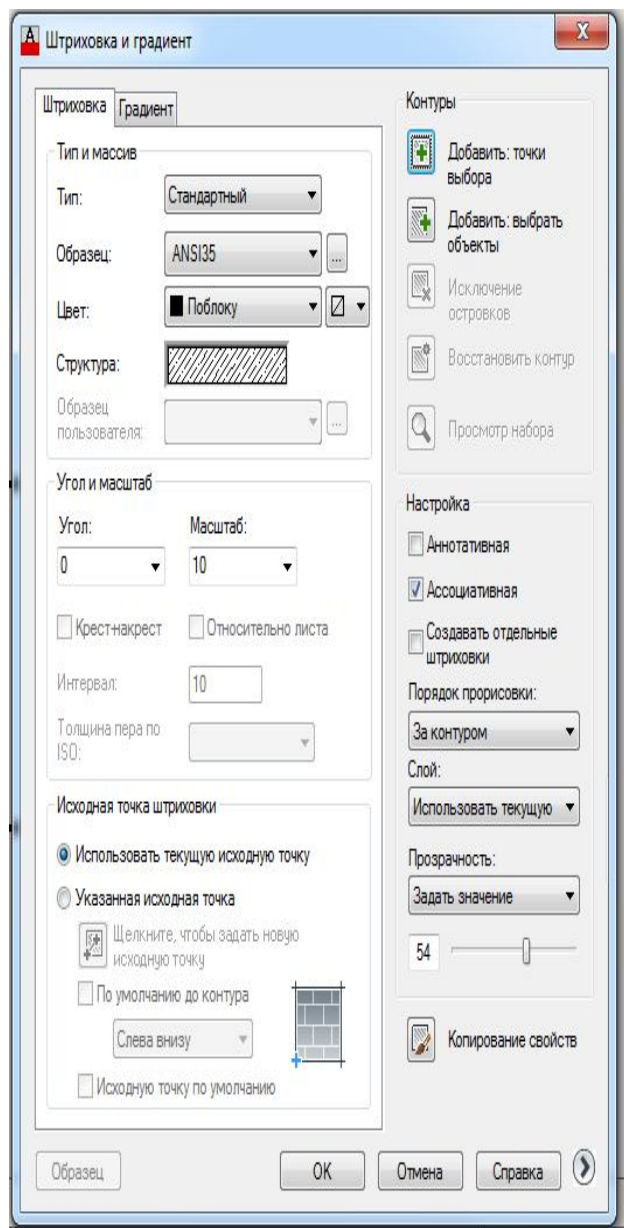 Штриховка и градиент
Штриховка Градиент
Тип и массив
Тип: Стандартный
Образец: ANSI35 ...
Цвет: Поблоку
Структура:
Образец
пользователя: ...
Угол и масштаб
Угол: Масштаб:
0 10
Крест-накрест Относительно листа
Интервал: 10
Толщина пера по
ISO:
Исходная точка штриховки
Использовать текущую исходную точку
Указанная исходная точка
Щелкните, чтобы задать новую
исходную точку
По умолчанию до контура
Слева внизу
Исходную точку по умолчанию
Контуры
Добавить: точки
выбора
Добавить: выбрать
объекты
Исключение
островков
Восстановить контур
Просмотр набора
Настройка
Аннотативная
Ассоциативная
Создавать отдельные
штриховки
Порядок прорисовки:
За контуром
Слой:
Использовать текущую
Прозрачность:
Задать значение
54
Копирование свойств
Образец OK Отмена Справка